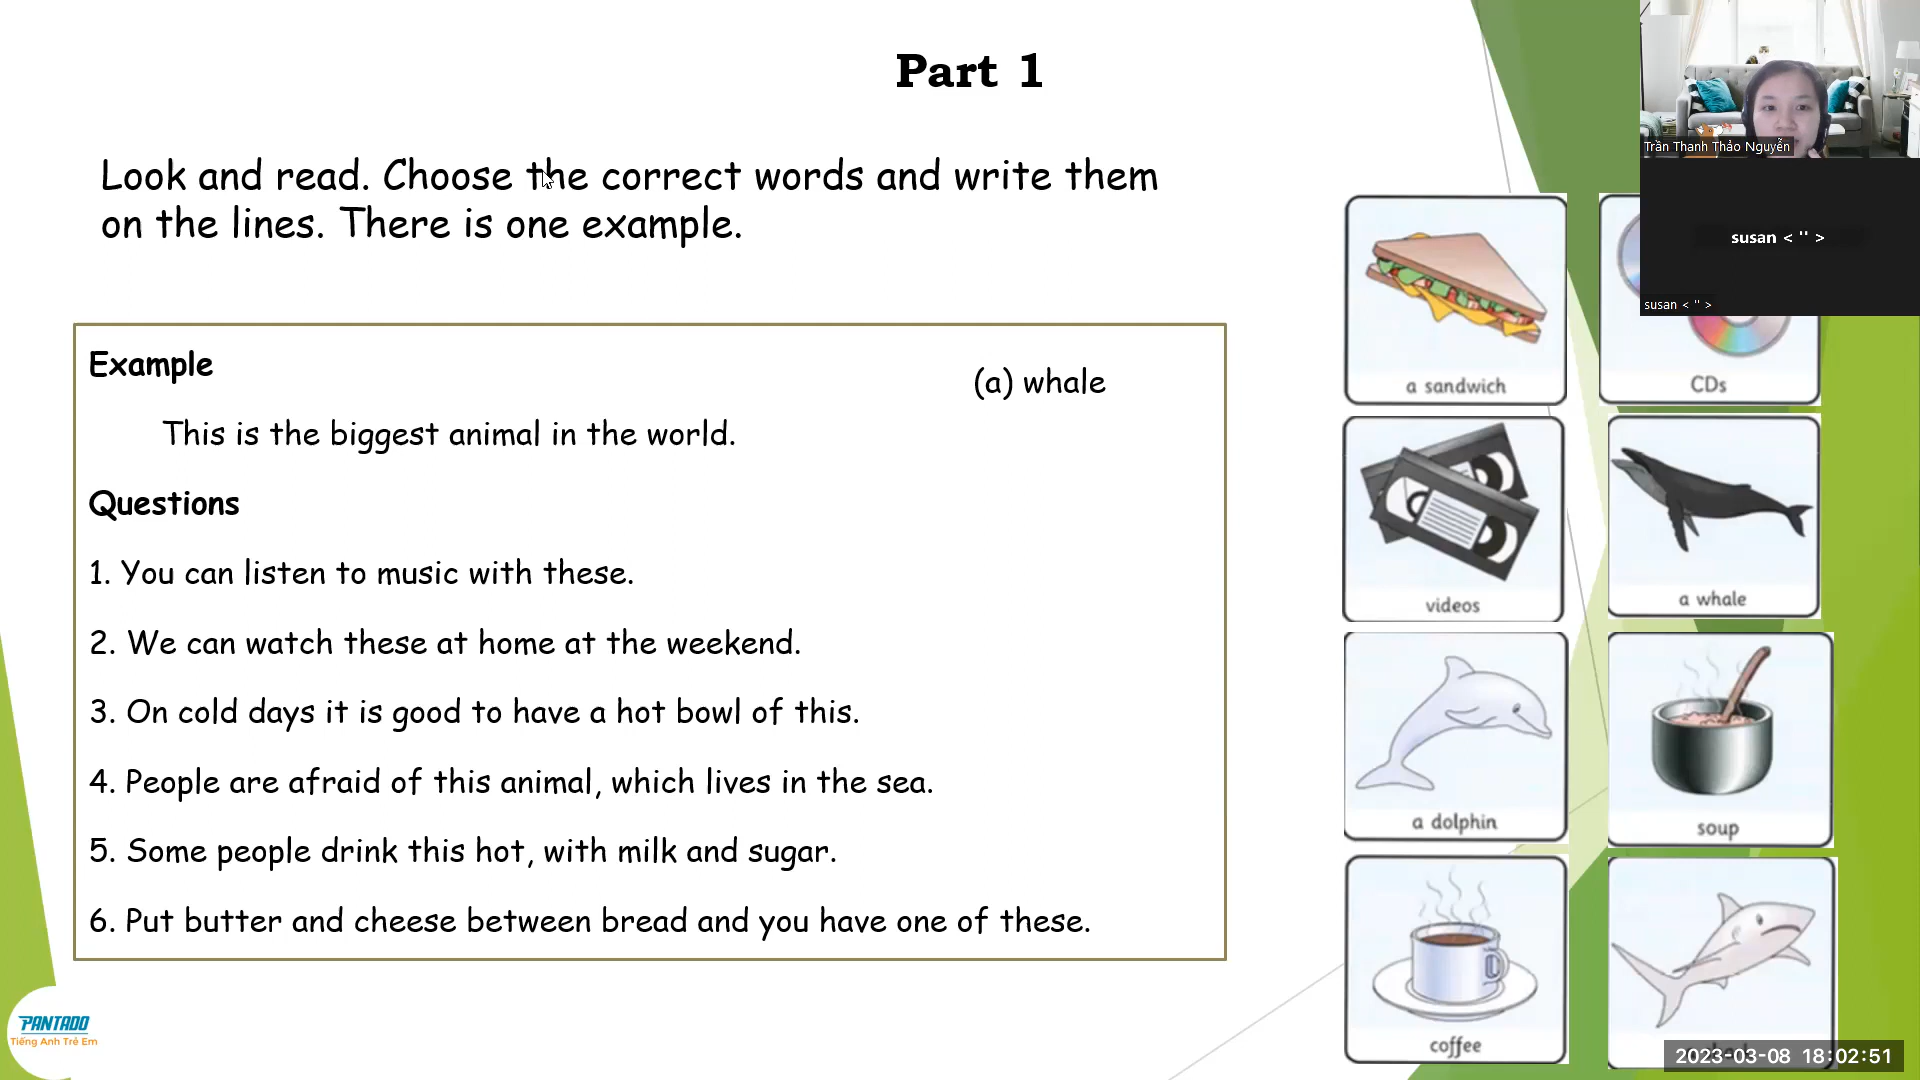 Part 1
Look and read. Choose the correct words and write them
on the lines. There is one example.
Example
(a) whale
This is the biggest animal in the world.
Questions
1. You can listen to music with these.
2. We can watch these at home at the weekend.
3. On cold days it is good to have a hot bowl of this.
4. People are afraid of this animal, which lives in the sea.
5. Some people drink this hot, with milk and sugar.
6. Put butter and cheese between bread and you have one of these.
a sandwich
CDs
videos
a whale
a dolphin
soup
coffee
Trần Thanh Thảo Nguyễn
susan < '' >
susan < '' >
PANTADO
Tiếng Anh Trẻ Em
2023-03-08 18:02:51